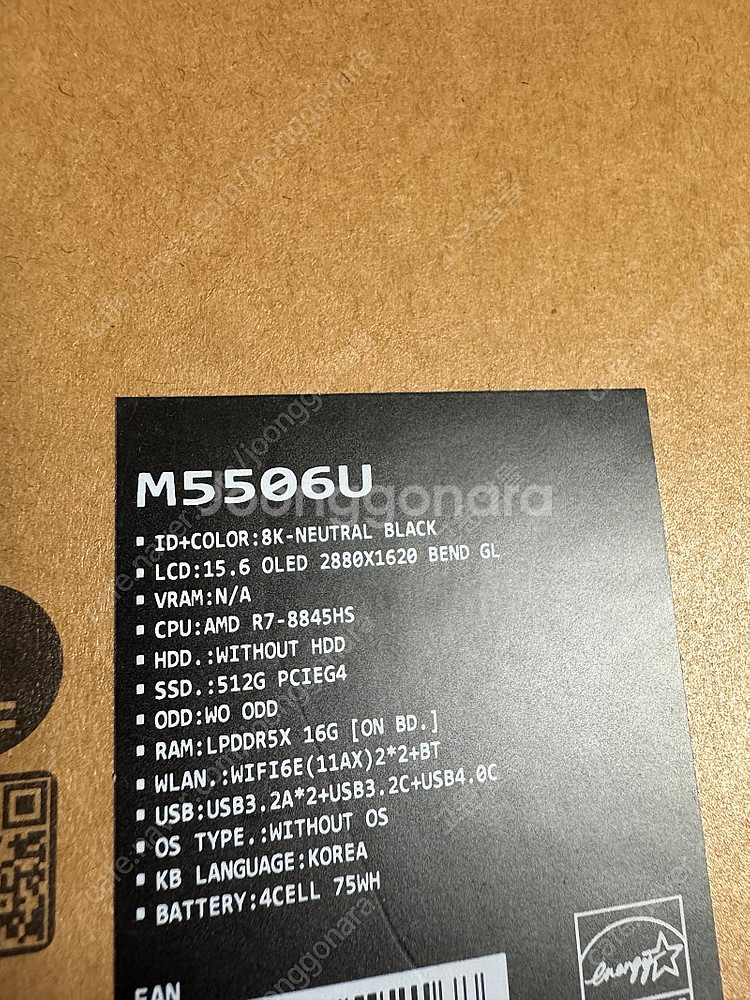 M5506U
Joonggonara
▪ ID+COLOR:8K-NEUTRAL BLACK
▪ LCD:15.6 OLED 2880X1620 BEND GL
▪ VRAM:N/A
▪ CPU:AMD R7-8845HS
▪ HDD.:WITHOUT HDD
▪ SSD.:512G PCIEG4
▪ ODD:WO ODD
▪ RAM:LPDDR5X 16G [ON BD.]
▪ WLAN.:WIFI6E(11AX)2*2+BT
▪ USB:USB3.2A*2+USB3.2C+USB4.0C
▪ OS TYPE.:WITHOUT OS
▪ KB LANGUAGE:KOREA
▪ BATTERY:4CELL 75WH
energy
EAN